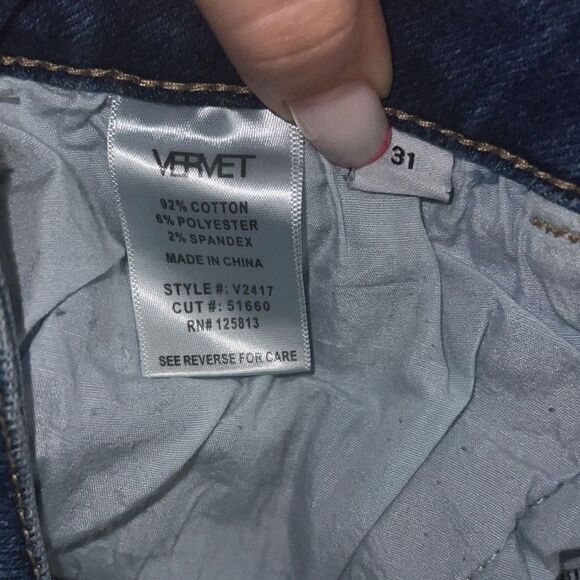 VERVET
31
92% COTTON
6% POLYESTER
2% SPANDEX
MADE IN CHINA
STYLE #: V2417
CUT #: 51660
RN# 125813
SEE REVERSE FOR CARE